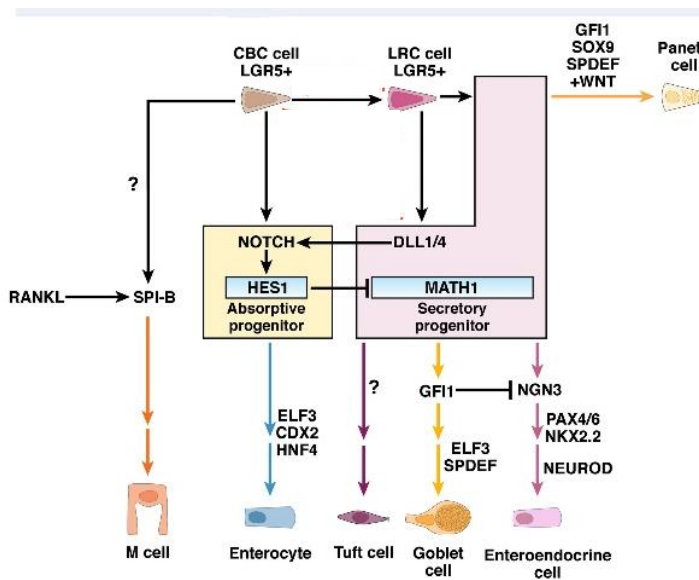 CBC cell
LGR5+
LRC cell
LGR5+
GFI1
SOX9
SPDEF
+WNT
Panet
cell
?
NOTCH
DLL1/4
HES1
MATH1
Absorptive
progenitor
Secretory
progenitor
RANKL
SPI-B
?
GFI1
NGN3
ELF3
CDX2
HNF4
ELF3
SPDEF
PAX4/6
NKX2.2
NEUROD
M cell
Enterocyte
Tuft cell
Goblet
cell
Enteroendocrine
cell